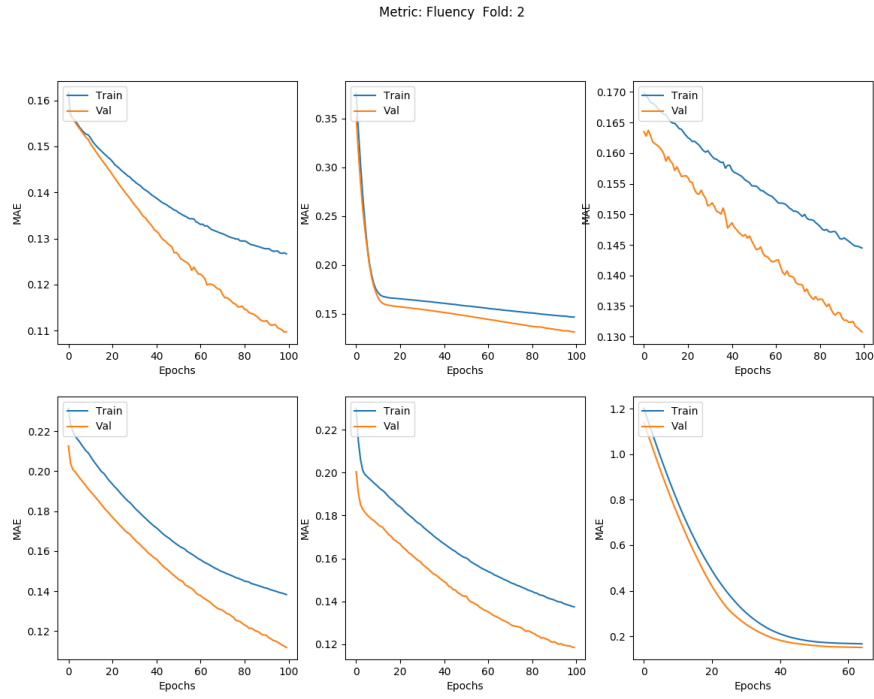 Metric: Fluency  Fold: 2
Train
Val
0.16
0.15
0.14
0.13
0.12
0.11
MAE
0 20 40 60 80 100
Epochs
Train
Val
0.35
0.30
0.25
0.20
0.15
MAE
0 20 40 60 80 100
Epochs
Train
Val
0.170
0.165
0.160
0.155
0.150
0.145
0.140
0.135
0.130
MAE
0 20 40 60 80 100
Epochs
Train
Val
0.22
0.20
0.18
0.16
0.14
0.12
MAE
0 20 40 60 80 100
Epochs
Train
Val
0.22
0.20
0.18
0.16
0.14
0.12
MAE
0 20 40 60 80 100
Epochs
Train
Val
1.2
1.0
0.8
0.6
0.4
0.2
MAE
0 20 40 60
Epochs